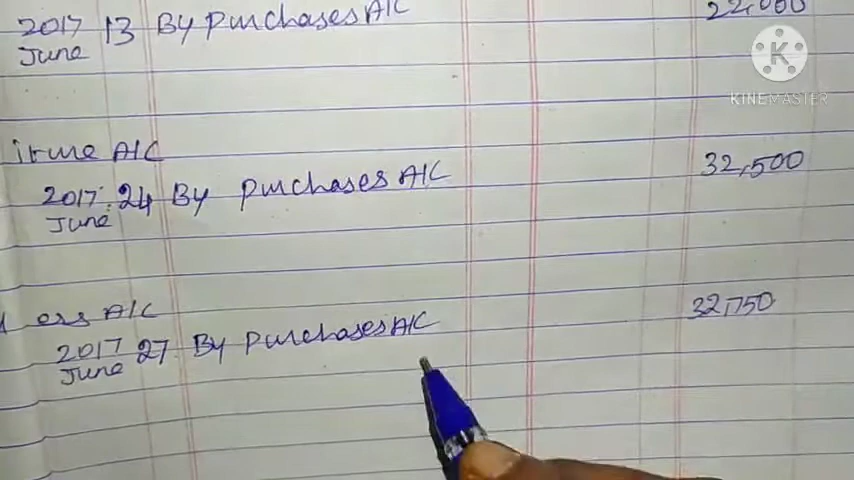 2017 13 By Purchases A/C 22,000
June
K
KINEMASTER
A/C
32,500
2017 24 By Purchases A/C
June
ers A/C
32,750
2017 27 By Purchases A/C
June